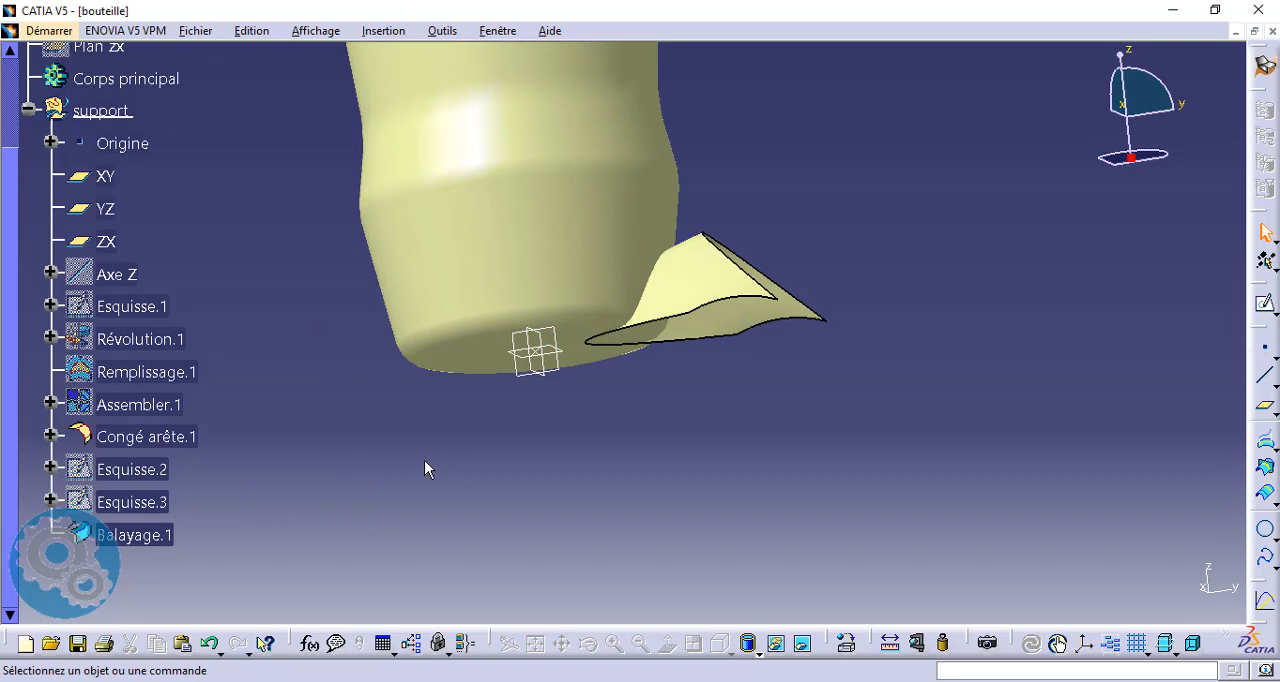 CATIA V5 - [bouteille]
Démarrer ENOVIA V5 VPM Fichier Edition Affichage Insertion Outils Fenêtre Aide
Plan zx
Corps principal
support
Origine
XY
YZ
ZX
Axe Z
Esquisse.1
Révolution.1
Remplissage.1
Assembler.1
Congé arête.1
Esquisse.2
Esquisse.3
Balayage.1
z
x y
z
x y
f(x)
CATIA
Sélectionnez un objet ou une commande